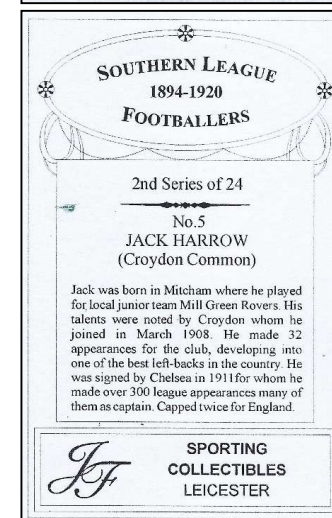 SOUTHERN LEAGUE
1894-1920
FOOTBALLERS
2nd Series of 24
No.5
JACK HARROW
(Croydon Common)
Jack was born in Mitcham where he played
for local junior team Mill Green Rovers. His
talents were noted by Croydon whom he
joined in March 1908. He made 32
appearances for the club, developing into
one of the best left-backs in the country. He
was signed by Chelsea in 1911for whom he
made over 300 league appearances many of
them as captain. Capped twice for England.
JF
SPORTING
COLLECTIBLES
LEICESTER